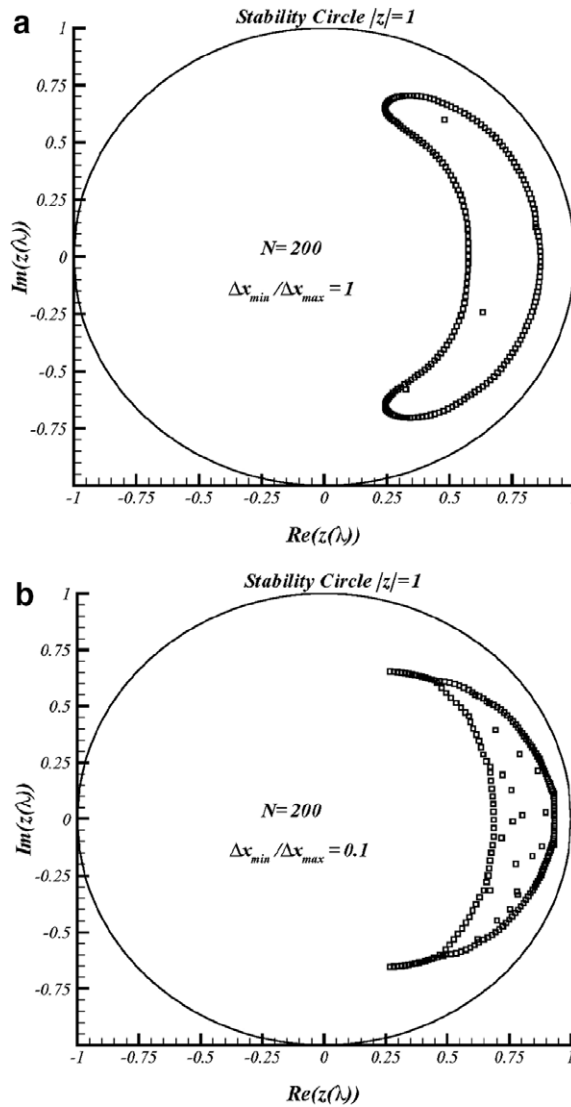 a
Stability Circle |z|=1
1
0.75
0.5
0.25
0
-0.25
-0.5
-0.75
Im(z(λ))
N=200
Δx_min /Δx_max = 1
-1 -0.75 -0.5 -0.25 0 0.25 0.5 0.75 1
Re(z(λ))
b
Stability Circle |z|=1
1
0.75
0.5
0.25
0
-0.25
-0.5
-0.75
Im(z(λ))
N=200
Δx_min /Δx_max = 0.1
-1 -0.75 -0.5 -0.25 0 0.25 0.5 0.75 1
Re(z(λ))